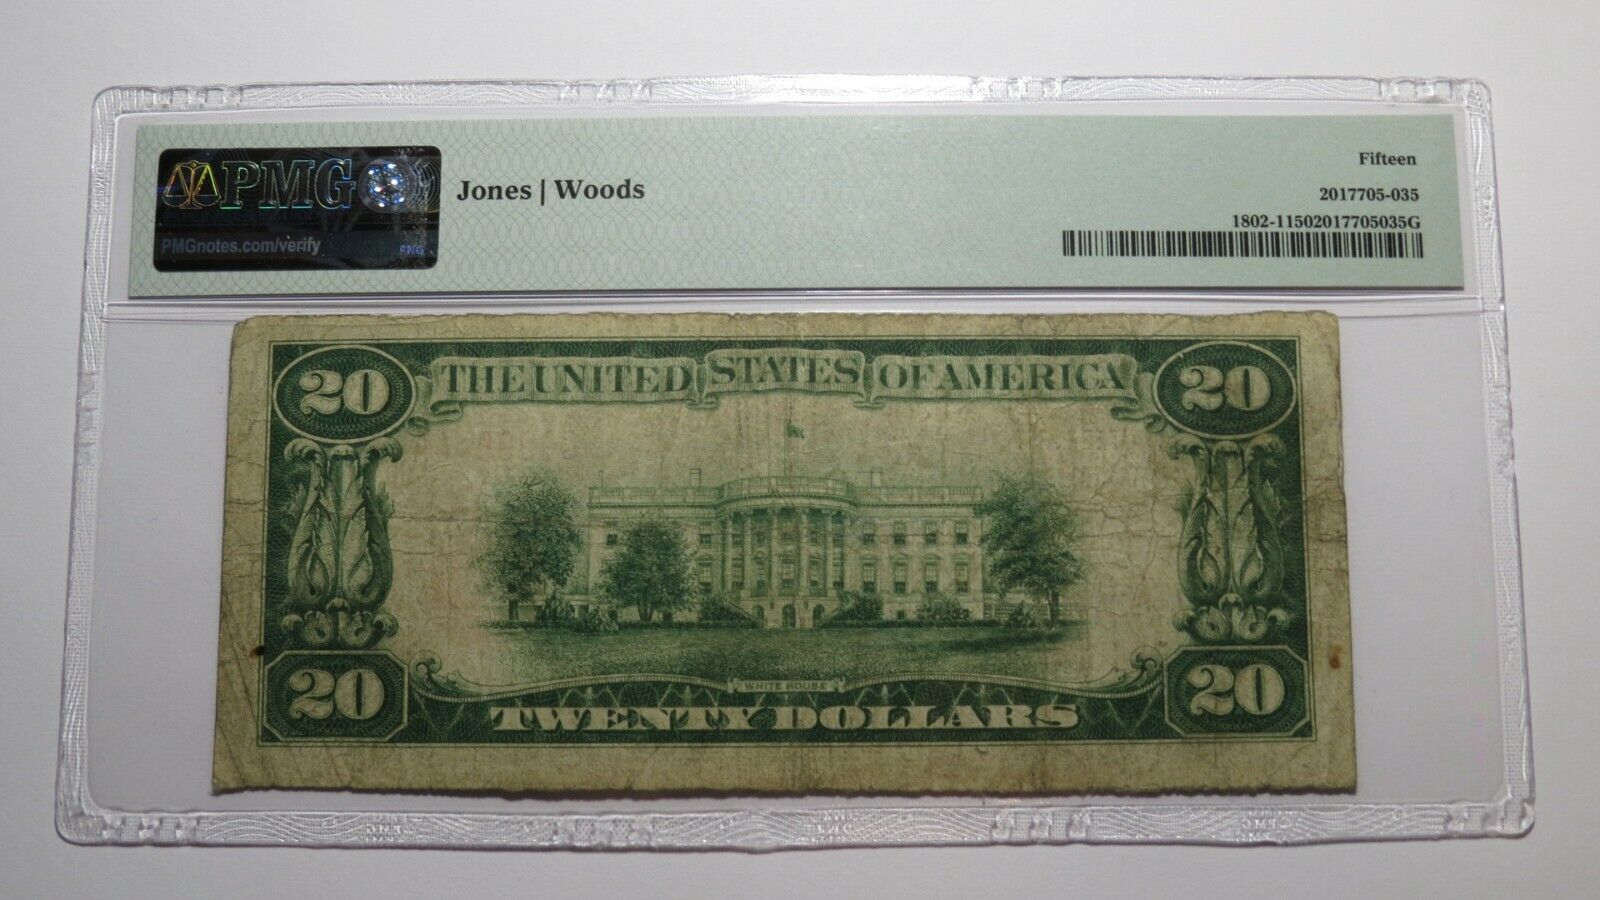 PMG
PMGnotes.com/verify
PMG
Jones | Woods
Fifteen
2017705-035
1802-11502017705035G
20 THE UNITED STATES OF AMERICA 20
WHITE HOUSE
20 TWENTY DOLLARS 20